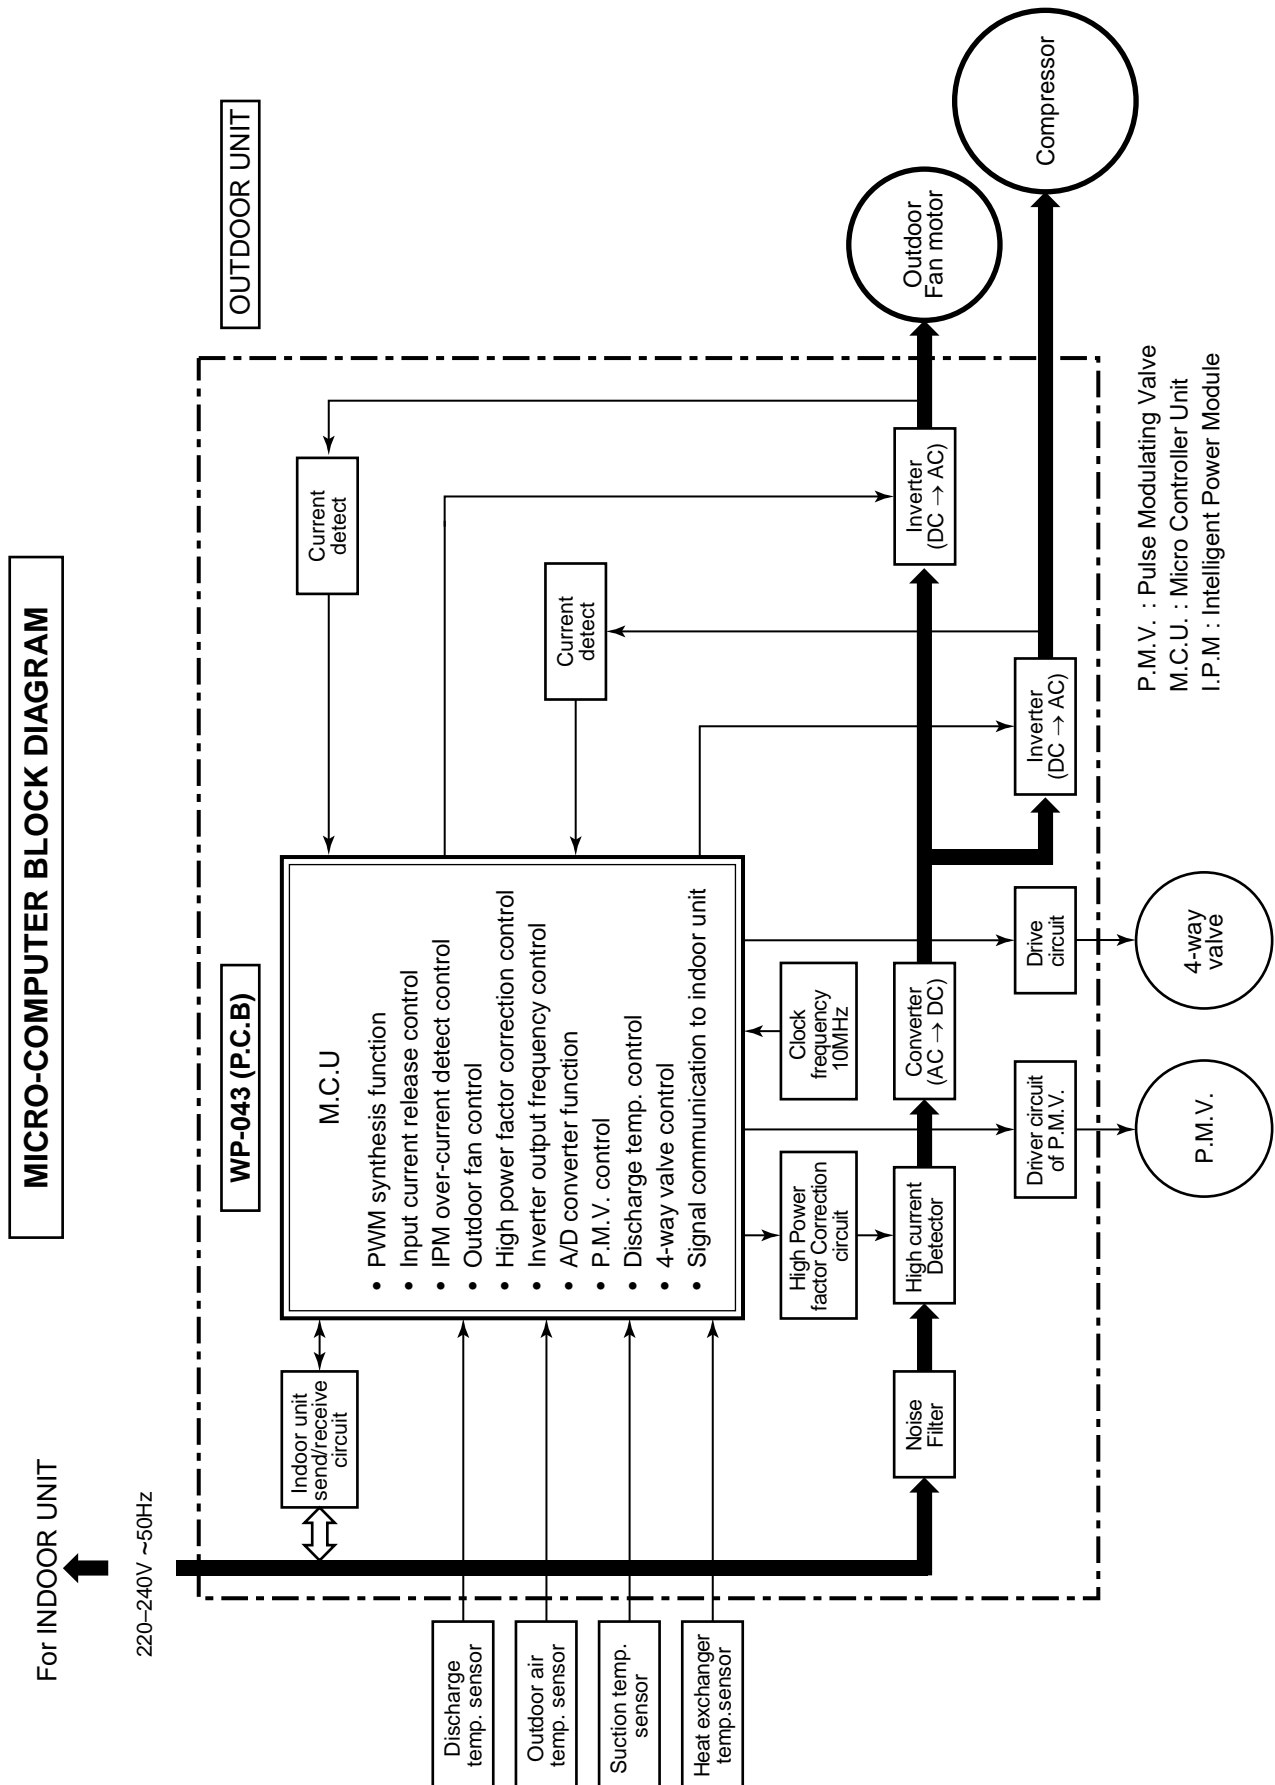 MICRO-COMPUTER BLOCK DIAGRAM
For INDOOR UNIT
220–240V ~50Hz
WP-043 (P.C.B)
OUTDOOR UNIT
Indoor unit
send/receive
circuit
M.C.U
• PWM synthesis function
• Input current release control
• IPM over-current detect control
• Outdoor fan control
• High power factor correction control
• Inverter output frequency control
• A/D converter function
• P.M.V. control
• Discharge temp. control
• 4-way valve control
• Signal communication to indoor unit
Current
detect
Current
detect
Discharge
temp. sensor
Outdoor air
temp. sensor
Suction temp.
sensor
Heat exchanger
temp.sensor
High Power
factor Correction
circuit
Clock
frequency
10MHz
Noise
Filter
High current
Detector
Converter
(AC → DC)
Inverter
(DC → AC)
Outdoor
Fan motor
Driver circuit
of P.M.V.
Drive
circuit
Inverter
(DC → AC)
Compressor
P.M.V.
4-way
valve
P.M.V. : Pulse Modulating Valve
M.C.U. : Micro Controller Unit
I.P.M : Intelligent Power Module